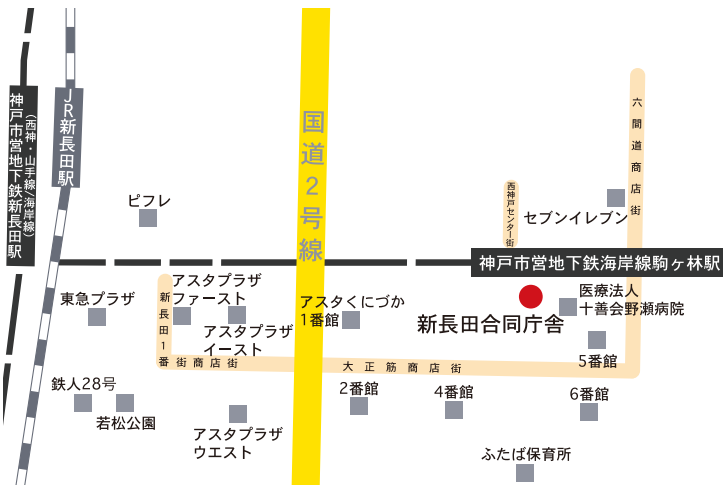 神戸市営地下鉄新長田駅
(西神・山手線/海岸線)
JR新長田駅
国道2号線
六間道商店街
西神戸センター街
ピフレ
セブンイレブン
神戸市営地下鉄海岸線駒ヶ林駅
東急プラザ
新長田1番街商店街
アスタプラザ
ファースト
アスタプラザ
イースト
アスタくにづか
1番館
新長田合同庁舎
医療法人
十善会野瀬病院
5番館
大正筋商店街
鉄人28号
若松公園
アスタプラザ
ウエスト
2番館
4番館
6番館
ふたば保育所